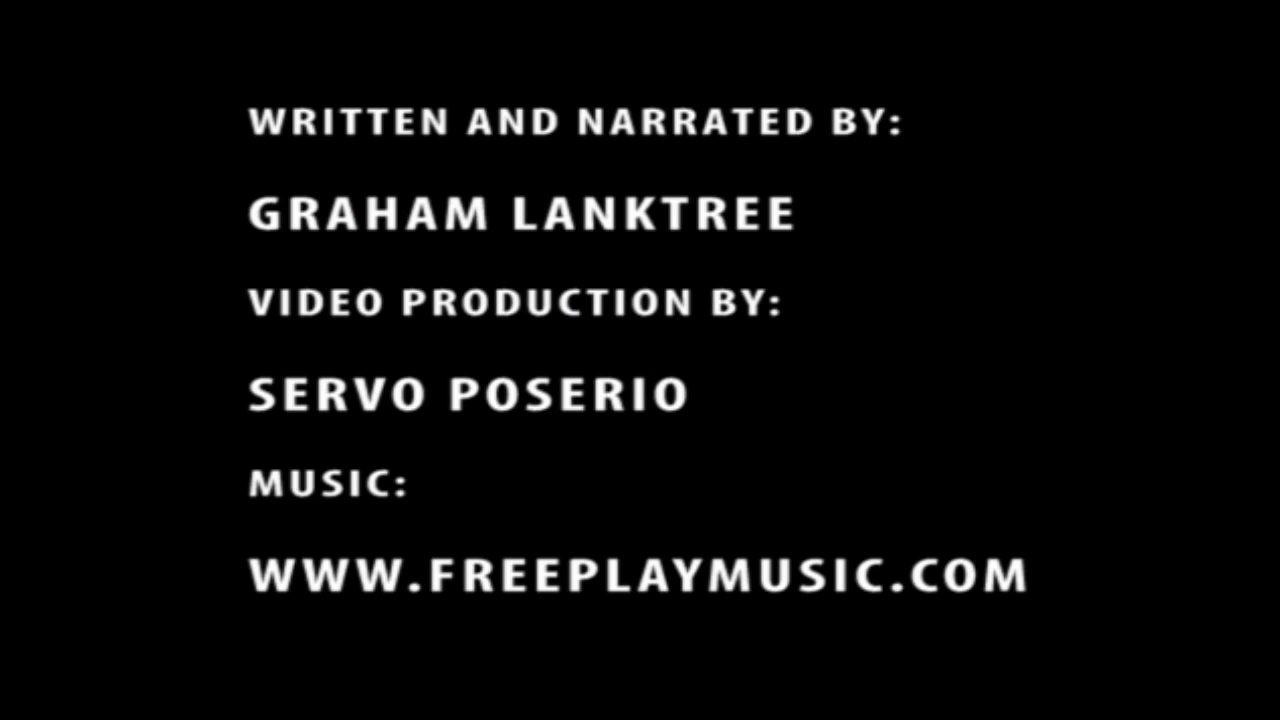 WRITTEN AND NARRATED BY:
GRAHAM LANKTREE
VIDEO PRODUCTION BY:
SERVO POSERIO
MUSIC:
WWW.FREEPLAYMUSIC.COM